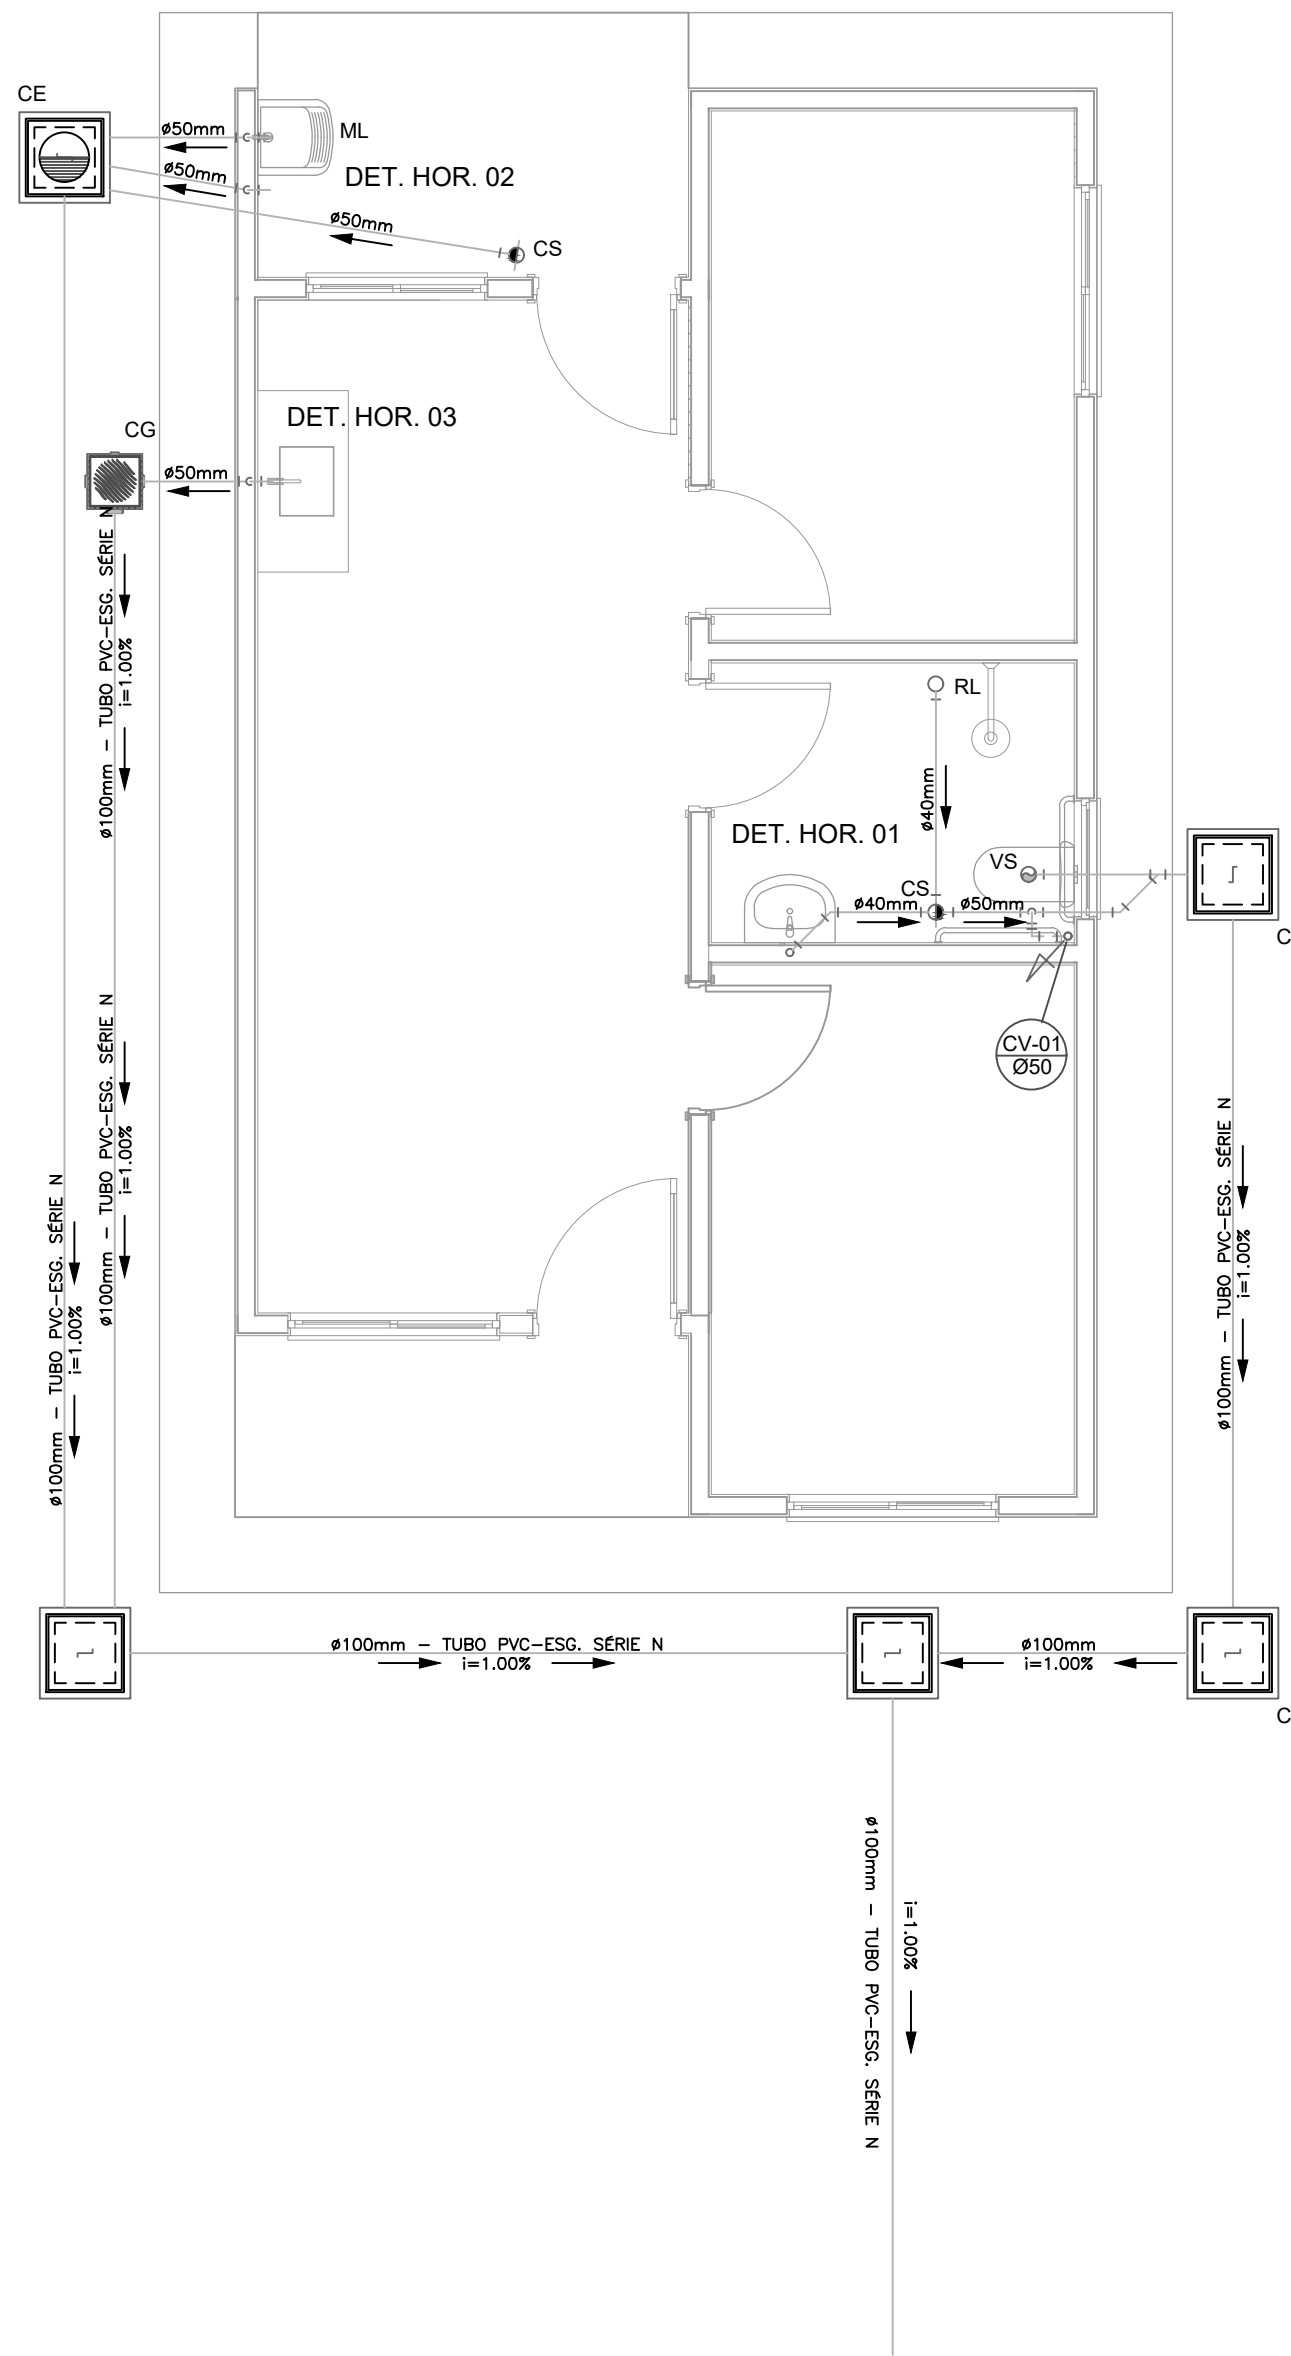 CE
ø50mm
ML
ø50mm
DET. HOR. 02
ø50mm
CS
DET. HOR. 03
CG
ø50mm
ø100mm – TUBO PVC–ESG. SÉRIE N
i=1.00%
RL
ø40mm
DET. HOR. 01
VS
CS
ø40mm
ø50mm
C
CV-01
Ø50
ø100mm – TUBO PVC–ESG. SÉRIE N
i=1.00%
ø100mm – TUBO PVC–ESG. SÉRIE N
i=1.00%
ø100mm – TUBO PVC–ESG. SÉRIE N
i=1.00%
ø100mm – TUBO PVC–ESG. SÉRIE N
i=1.00%
ø100mm
i=1.00%
C
ø100mm – TUBO PVC–ESG. SÉRIE N
i=1.00%